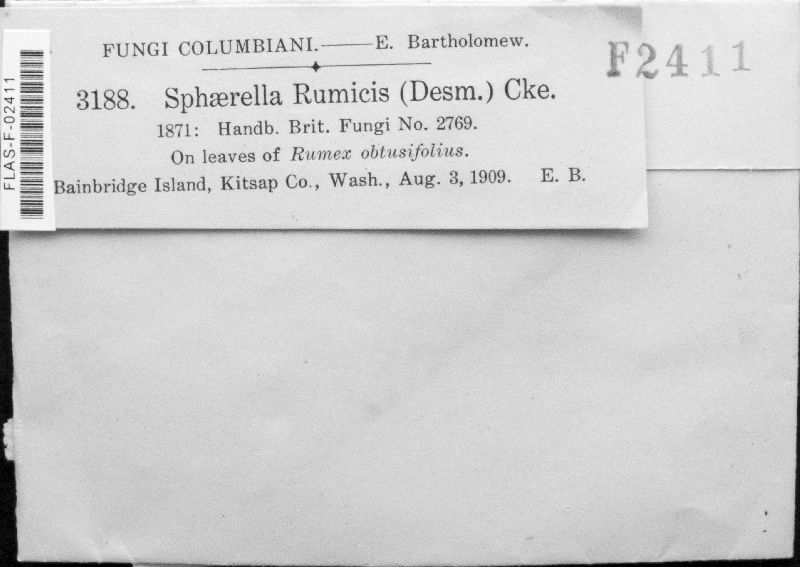 FUNGI COLUMBIANI.——E. Bartholomew.
3188. Sphærella Rumicis (Desm.) Cke.
1871: Handb. Brit. Fungi No. 2769.
On leaves of Rumex obtusifolius.
Bainbridge Island, Kitsap Co., Wash., Aug. 3, 1909. E. B.
F2411
FLAS-F-02411